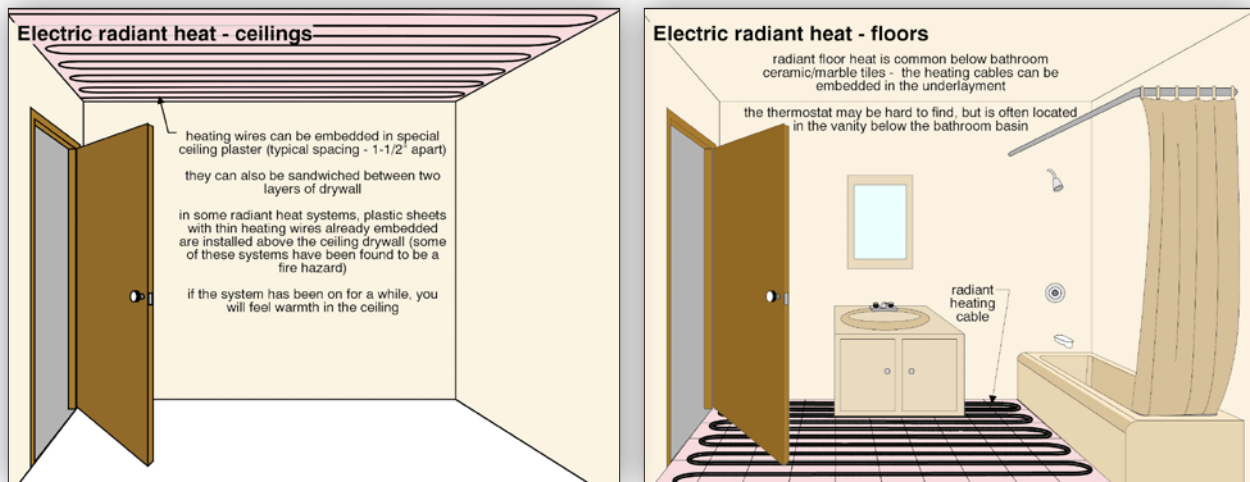 Electric radiant heat - ceilings
heating wires can be embedded in special
ceiling plaster (typical spacing - 1-1/2" apart)
they can also be sandwiched between two
layers of drywall
in some radiant heat systems, plastic sheets
with thin heating wires already embedded
are installed above the ceiling drywall (some
of these systems have been found to be a
fire hazard)
if the system has been on for a while, you
will feel warmth in the ceiling
Electric radiant heat - floors
radiant floor heat is common below bathroom
ceramic/marble tiles - the heating cables can be
embedded in the underlayment
the thermostat may be hard to find, but is often located
in the vanity below the bathroom basin
radiant
heating
cable